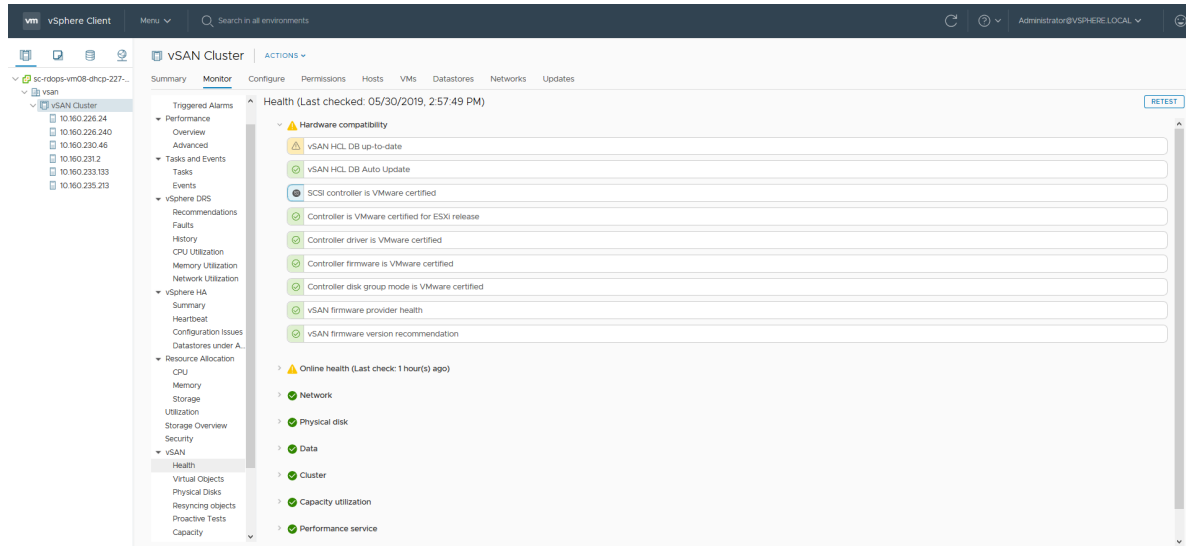 vm vSphere Client Menu Search in all environments Administrator@VSPHERE.LOCAL
sc-rdops-vm08-dhcp-227-...
vsan
vSAN Cluster
10.160.226.24
10.160.226.240
10.160.230.46
10.160.231.2
10.160.233.133
10.160.235.213
vSAN Cluster ACTIONS
Summary Monitor Configure Permissions Hosts VMs Datastores Networks Updates
Triggered Alarms
Performance
Overview
Advanced
Tasks and Events
Tasks
Events
vSphere DRS
Recommendations
Faults
History
CPU Utilization
Memory Utilization
Network Utilization
vSphere HA
Summary
Heartbeat
Configuration Issues
Datastores under A...
Resource Allocation
CPU
Memory
Storage
Utilization
Storage Overview
Security
vSAN
Health
Virtual Objects
Physical Disks
Resyncing objects
Proactive Tests
Capacity
Health (Last checked: 05/30/2019, 2:57:49 PM) RETEST
Hardware compatibility
vSAN HCL DB up-to-date
vSAN HCL DB Auto Update
SCSI controller is VMware certified
Controller is VMware certified for ESXi release
Controller driver is VMware certified
Controller firmware is VMware certified
Controller disk group mode is VMware certified
vSAN firmware provider health
vSAN firmware version recommendation
Online health (Last check: 1 hour(s) ago)
Network
Physical disk
Data
Cluster
Capacity utilization
Performance service